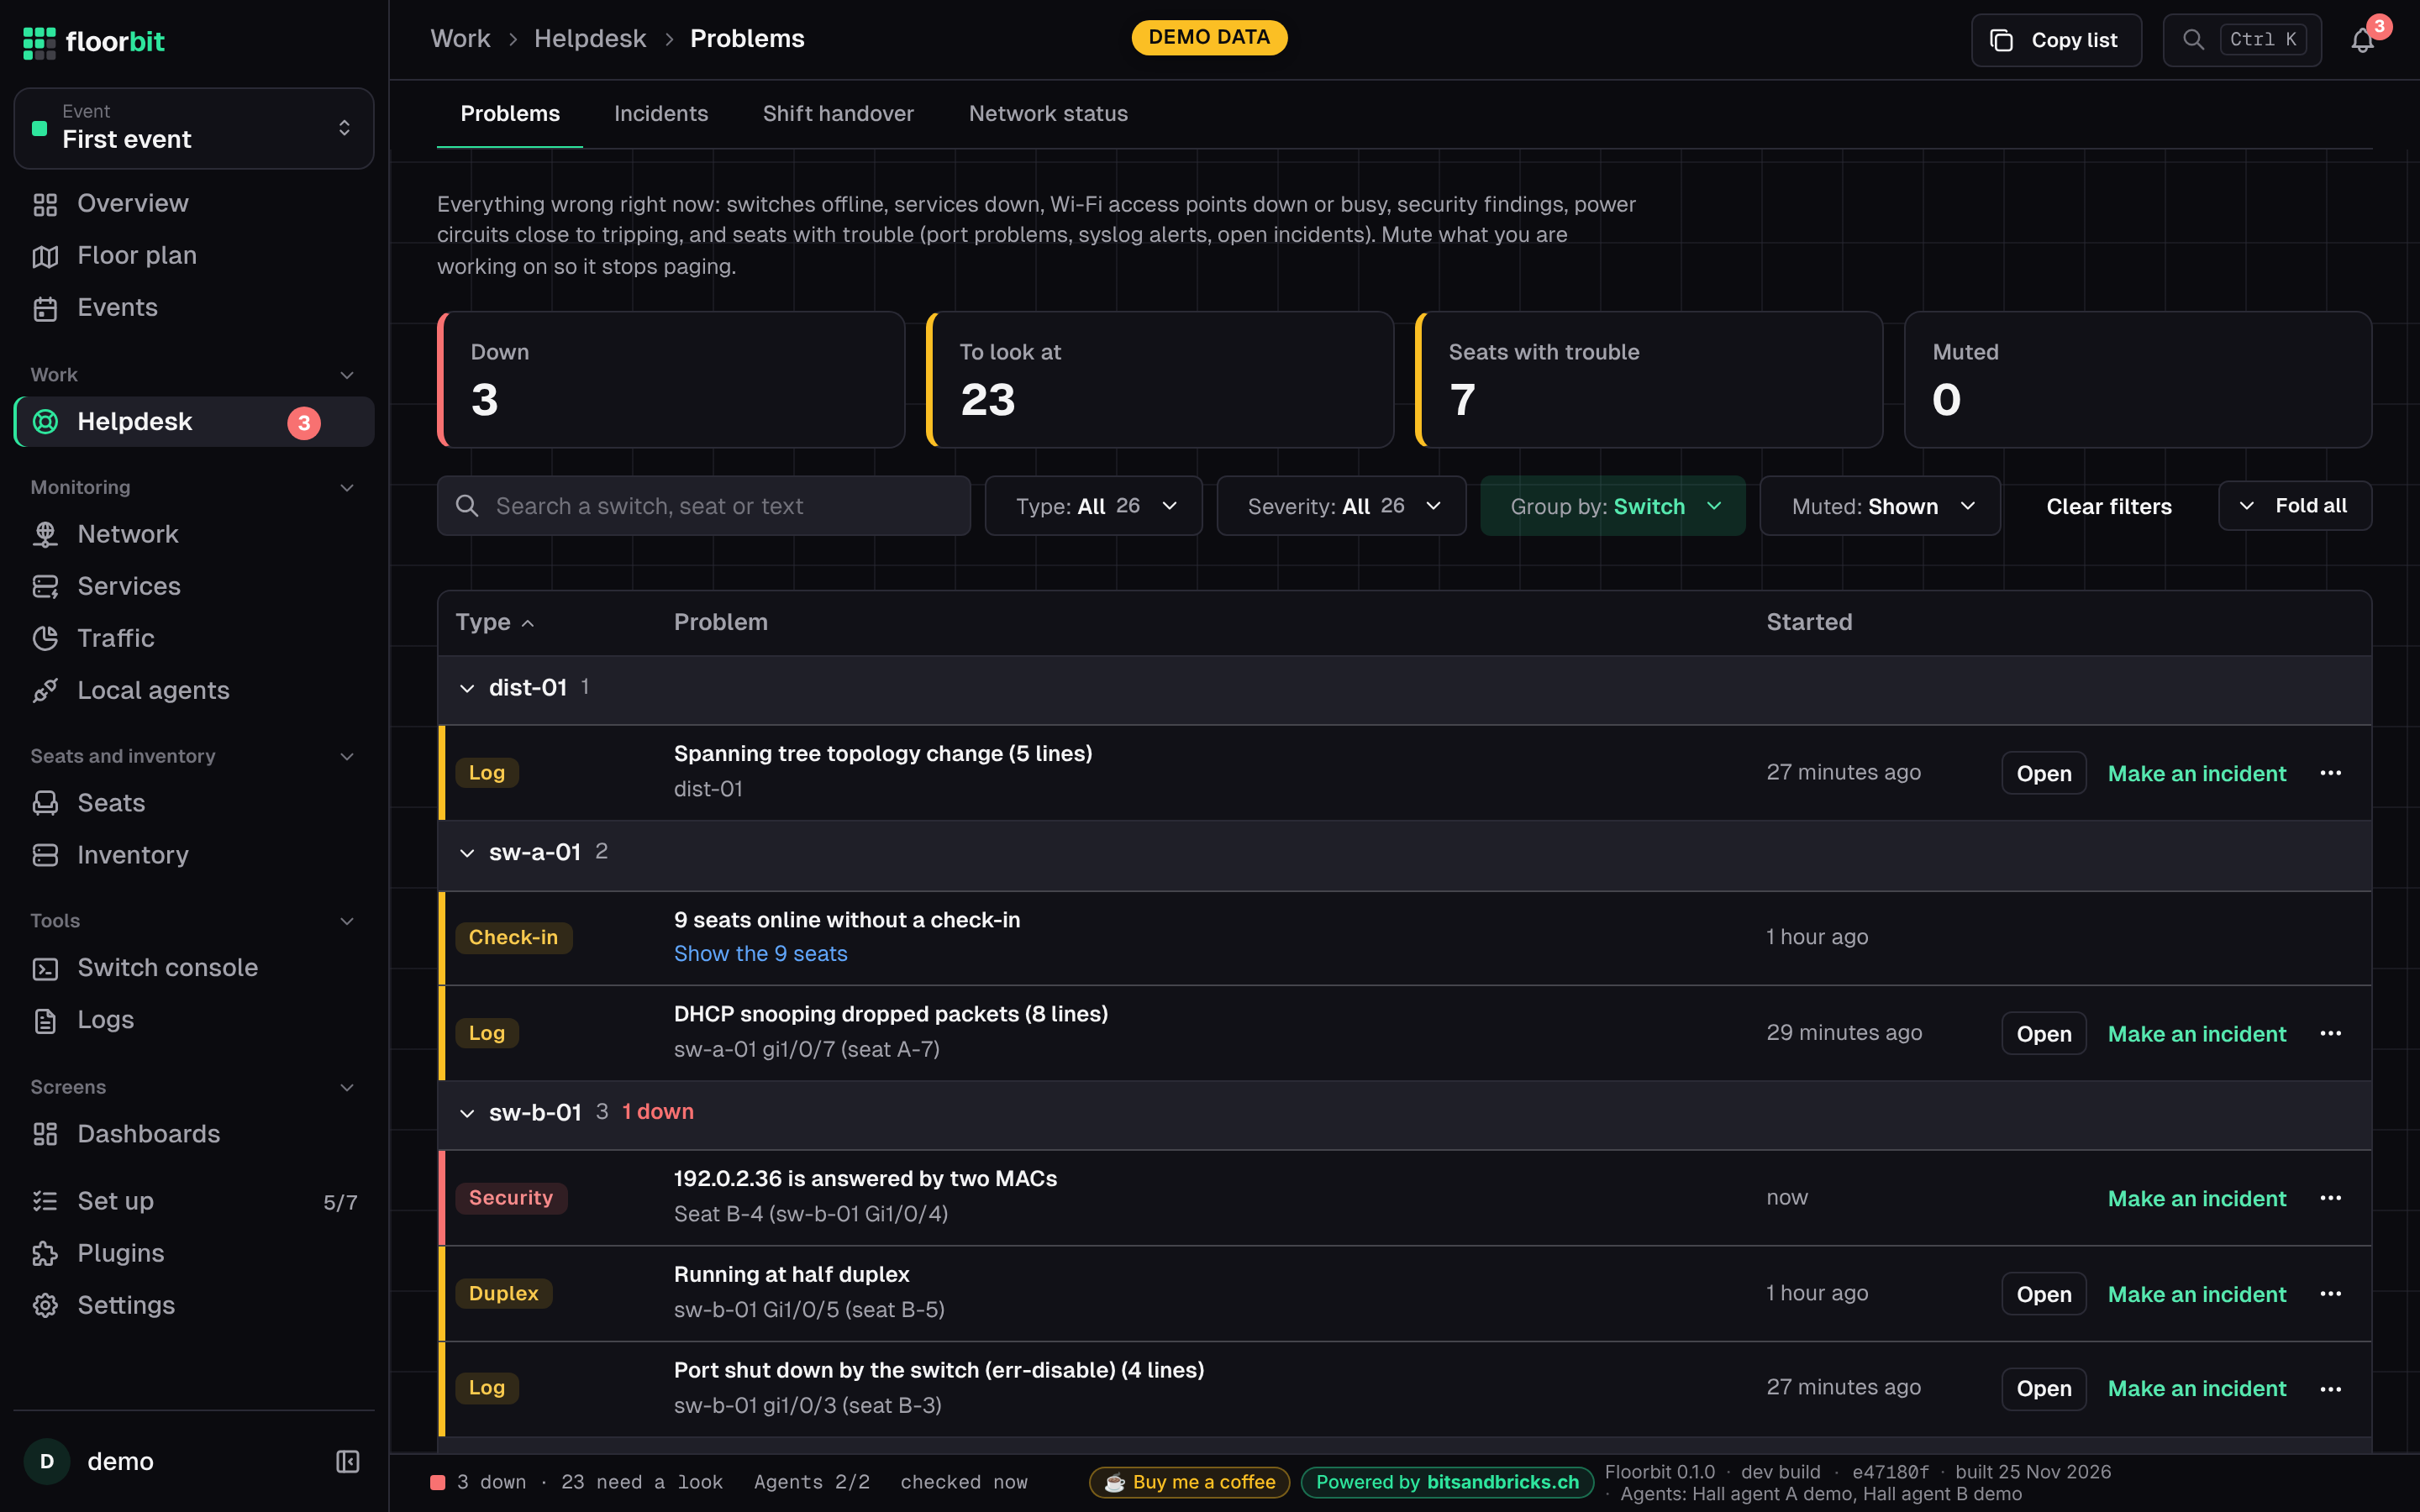 floorbit
Event
First event
Overview
Floor plan
Events
Work
Helpdesk 3
Monitoring
Network
Services
Traffic
Local agents
Seats and inventory
Seats
Inventory
Tools
Switch console
Logs
Screens
Dashboards
Set up 5/7
Plugins
Settings
D demo
Work > Helpdesk > Problems
DEMO DATA
Copy list
Ctrl K
3
Problems Incidents Shift handover Network status
Everything wrong right now: switches offline, services down, Wi-Fi access points down or busy, security findings, power
circuits close to tripping, and seats with trouble (port problems, syslog alerts, open incidents). Mute what you are
working on so it stops paging.
Down
3
To look at
23
Seats with trouble
7
Muted
0
Search a switch, seat or text
Type: All 26
Severity: All 26
Group by: Switch
Muted: Shown
Clear filters
Fold all
Type Problem Started
dist-01 1
Log
Spanning tree topology change (5 lines)
dist-01
27 minutes ago
Open Make an incident ···
sw-a-01 2
Check-in
9 seats online without a check-in
Show the 9 seats
1 hour ago
Log
DHCP snooping dropped packets (8 lines)
sw-a-01 gi1/0/7 (seat A-7)
29 minutes ago
Open Make an incident ···
sw-b-01 3 1 down
Security
192.0.2.36 is answered by two MACs
Seat B-4 (sw-b-01 Gi1/0/4)
now
Make an incident ···
Duplex
Running at half duplex
sw-b-01 Gi1/0/5 (seat B-5)
1 hour ago
Open Make an incident ···
Log
Port shut down by the switch (err-disable) (4 lines)
sw-b-01 gi1/0/3 (seat B-3)
27 minutes ago
Open Make an incident ···
3 down · 23 need a look Agents 2/2 checked now
☕ Buy me a coffee
Powered by bitsandbricks.ch
Floorbit 0.1.0 · dev build · e47180f · built 25 Nov 2026
· Agents: Hall agent A demo, Hall agent B demo